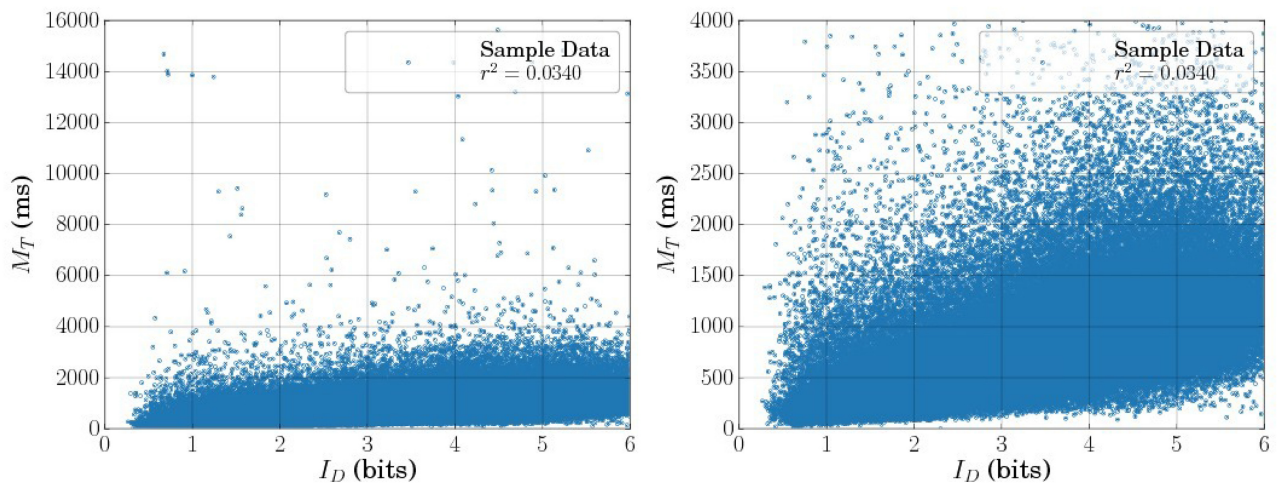 16000
14000
12000
10000
8000
6000
4000
2000
0
0 1 2 3 4 5 6
M_T (ms)
I_D (bits)
Sample Data
r² = 0.0340
4000
3500
3000
2500
2000
1500
1000
500
0
0 1 2 3 4 5 6
M_T (ms)
I_D (bits)
Sample Data
r² = 0.0340